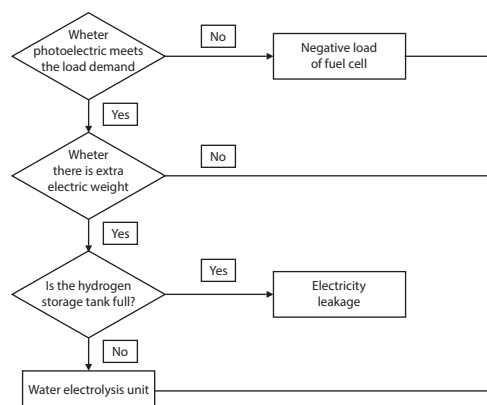 Wheter
photoelectric meets
the load demand
No
Negative load
of fuel cell
Yes
Wheter
there is extra
electric weight
No
Yes
Is the hydrogen
storage tank full?
Yes
Electricity
leakage
No
Water electrolysis unit